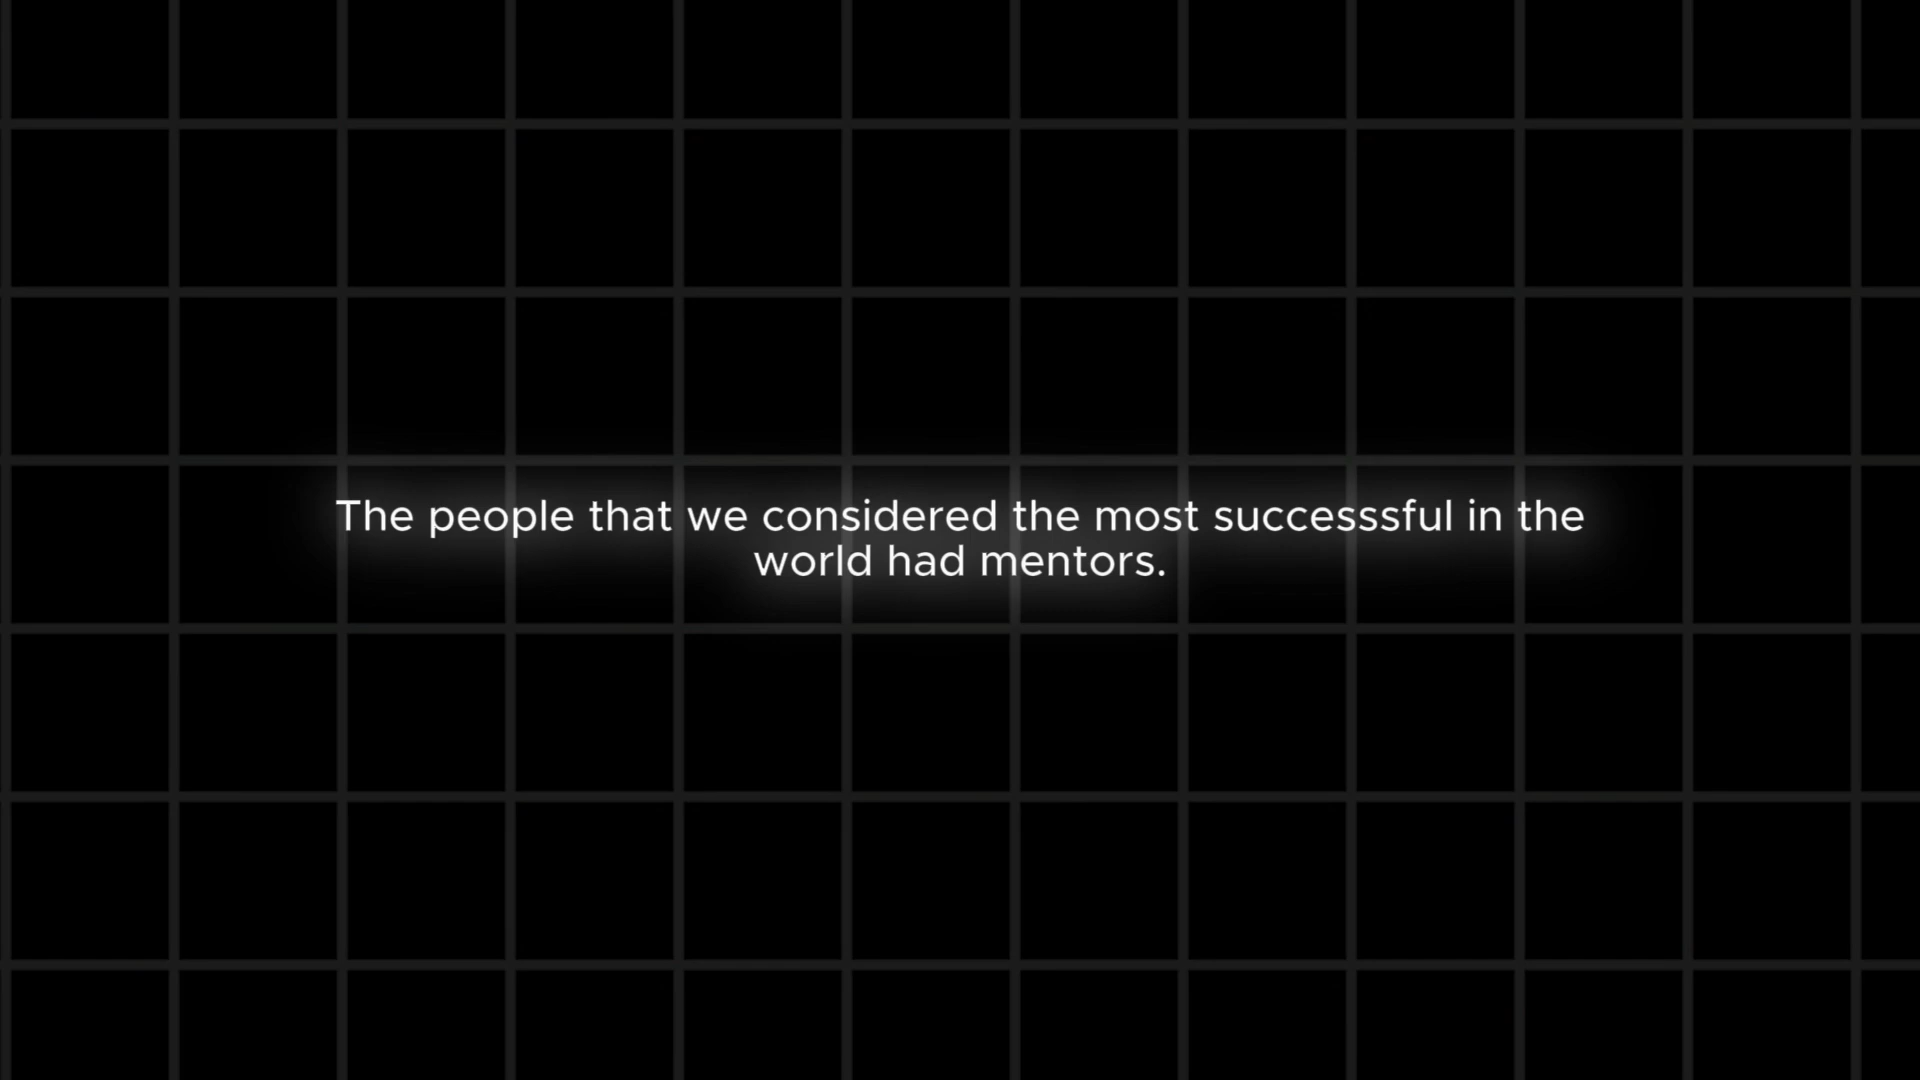 The people that we considered the most successsful in the
world had mentors.